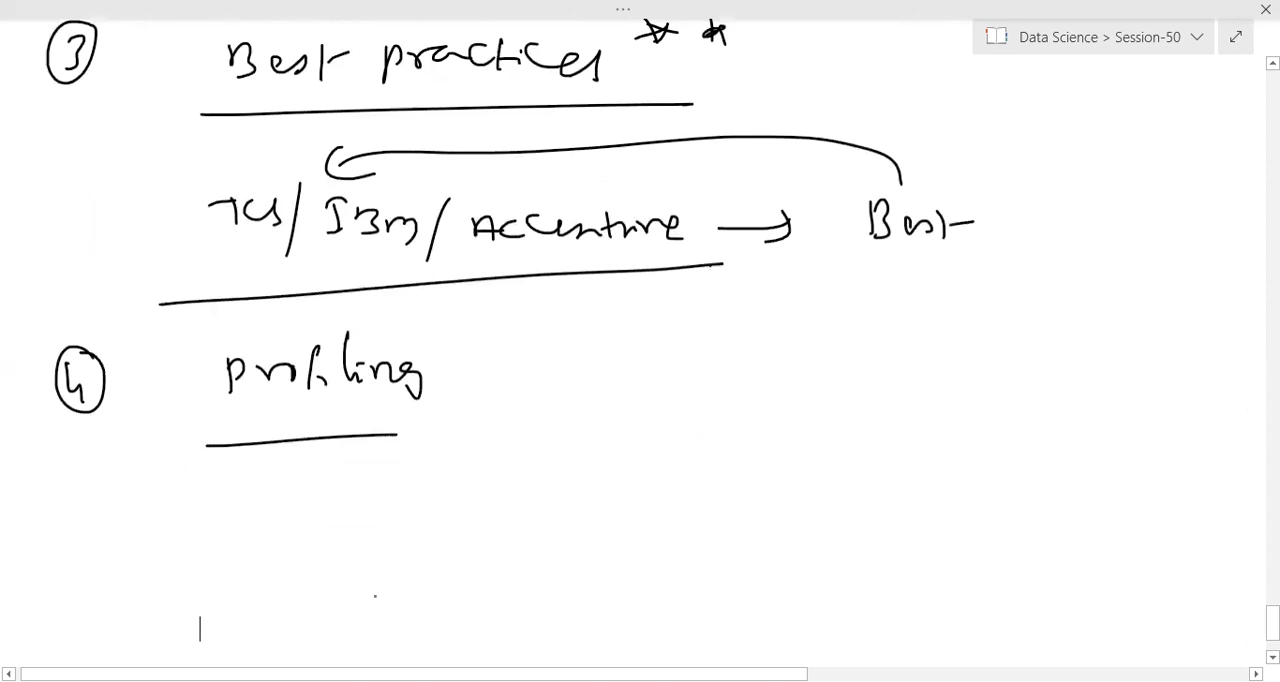 Data Science > Session-50
③ Best practices **
TCS/ IBM/ Accenture → Best
④ Profiling